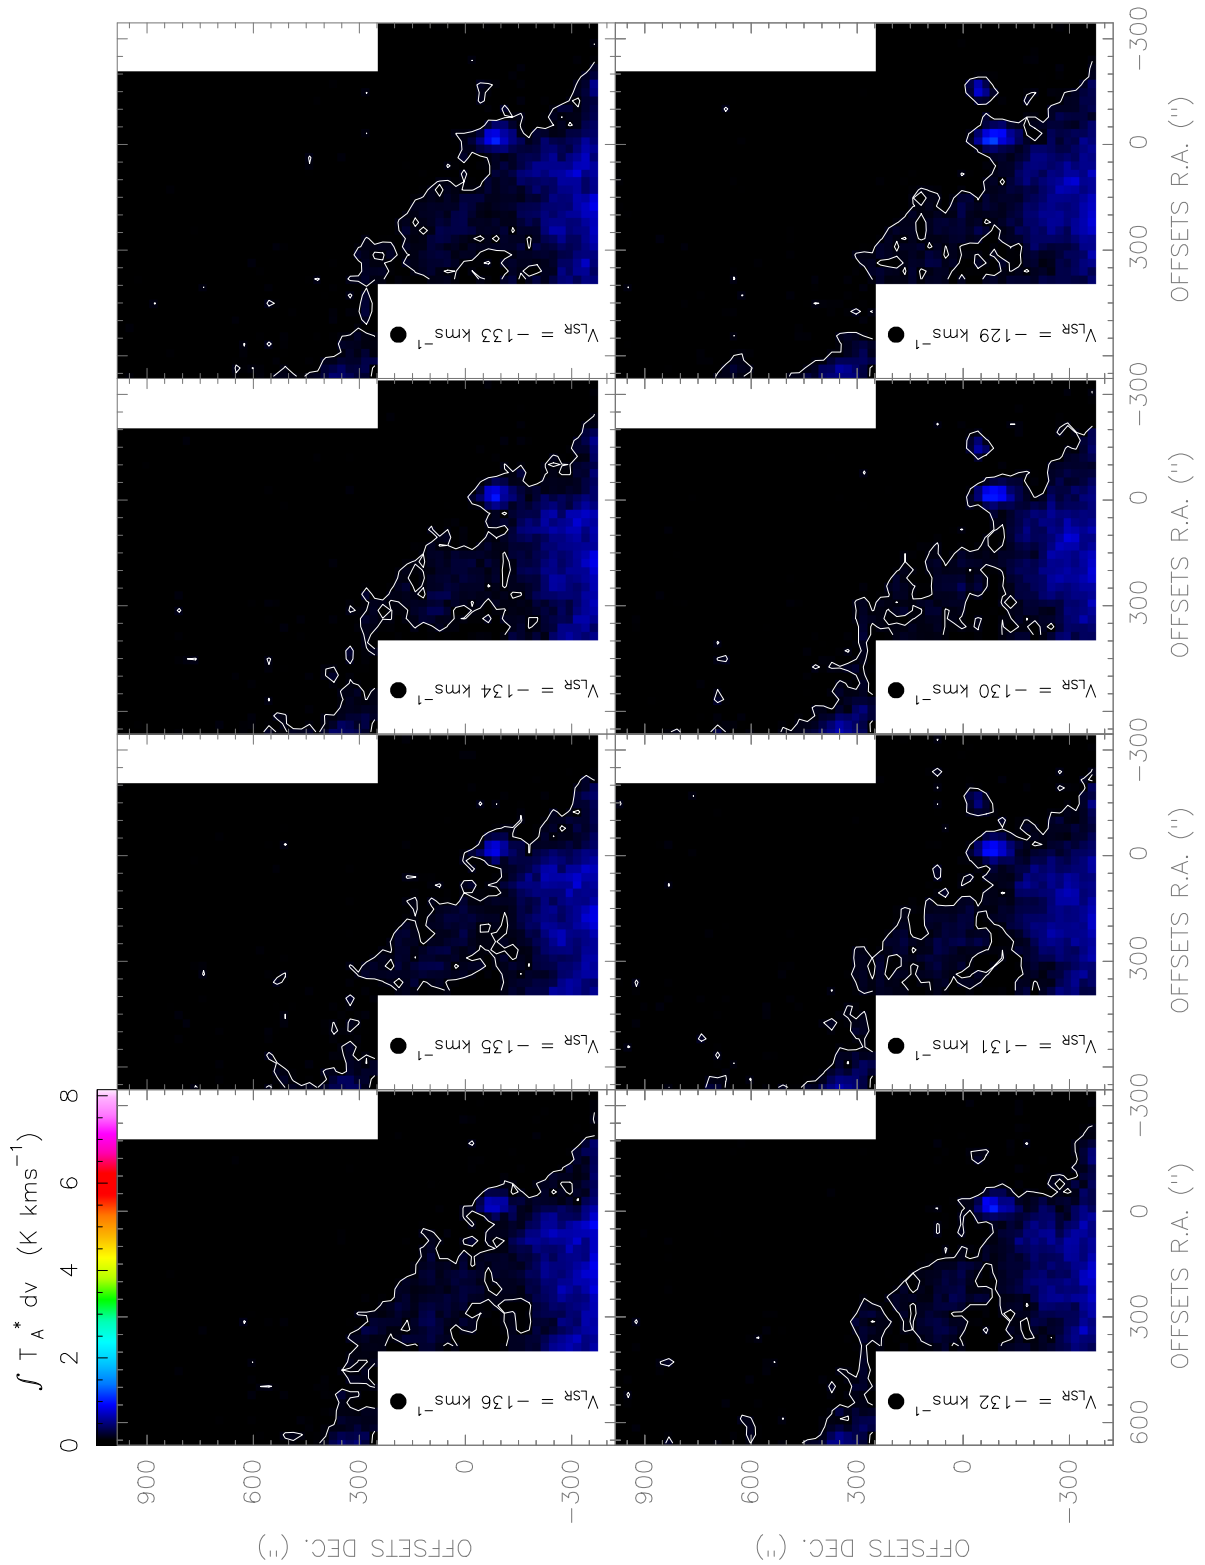 ∫ T_A* dv (K kms⁻¹)
0 2 4 6 8
V_LSR = −136 kms⁻¹
V_LSR = −135 kms⁻¹
V_LSR = −134 kms⁻¹
V_LSR = −133 kms⁻¹
900 600 300 0 −300
OFFSETS DEC. (")
V_LSR = −132 kms⁻¹
V_LSR = −131 kms⁻¹
V_LSR = −130 kms⁻¹
V_LSR = −129 kms⁻¹
900 600 300 0 −300
OFFSETS DEC. (")
600 300 0 −300
300 0 −300
300 0 −300
300 0 −300
OFFSETS R.A. (")
OFFSETS R.A. (")
OFFSETS R.A. (")
OFFSETS R.A. (")